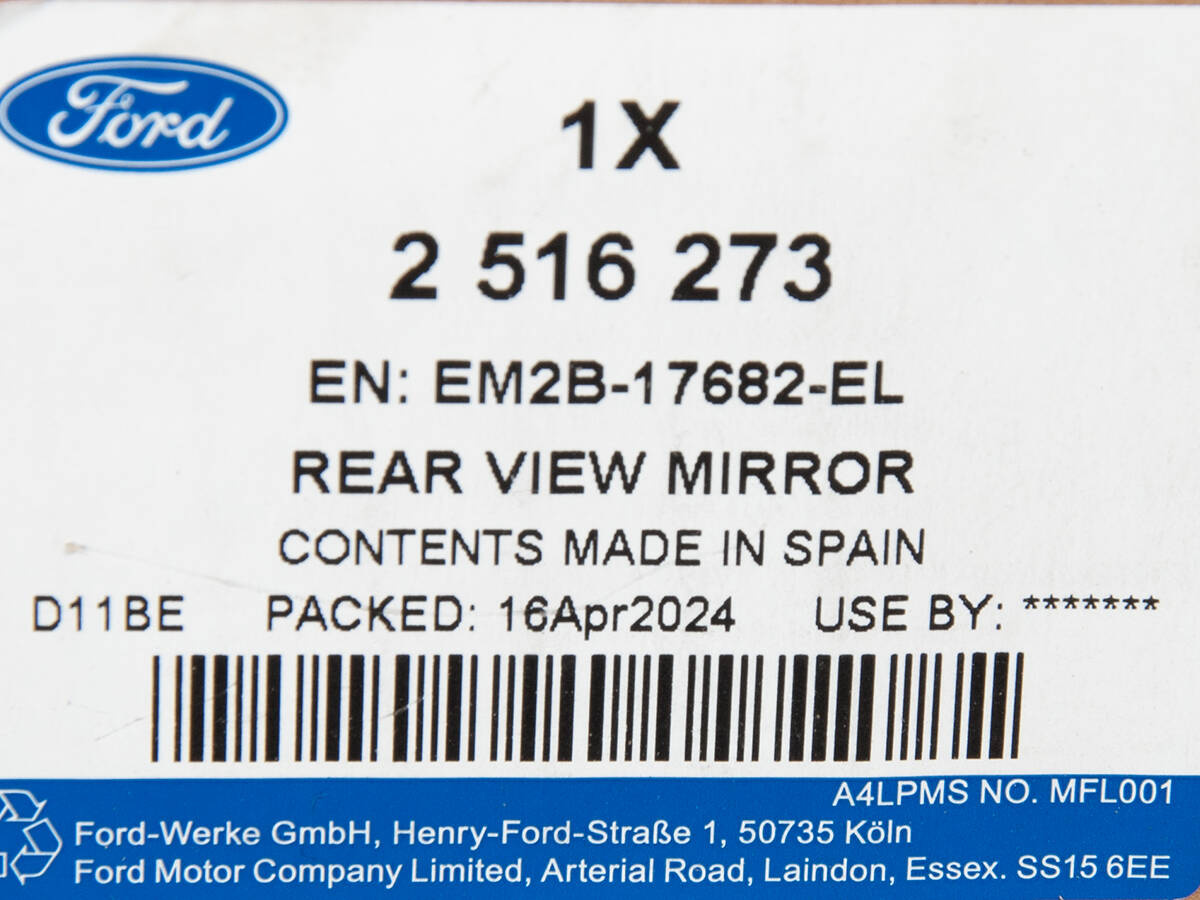 Ford
1X
2 516 273
EN: EM2B-17682-EL
REAR VIEW MIRROR
CONTENTS MADE IN SPAIN
D11BE PACKED: 16Apr2024 USE BY: *******
A4LPMS NO. MFL001
Ford-Werke GmbH, Henry-Ford-Straße 1, 50735 Köln
Ford Motor Company Limited, Arterial Road, Laindon, Essex. SS15 6EE